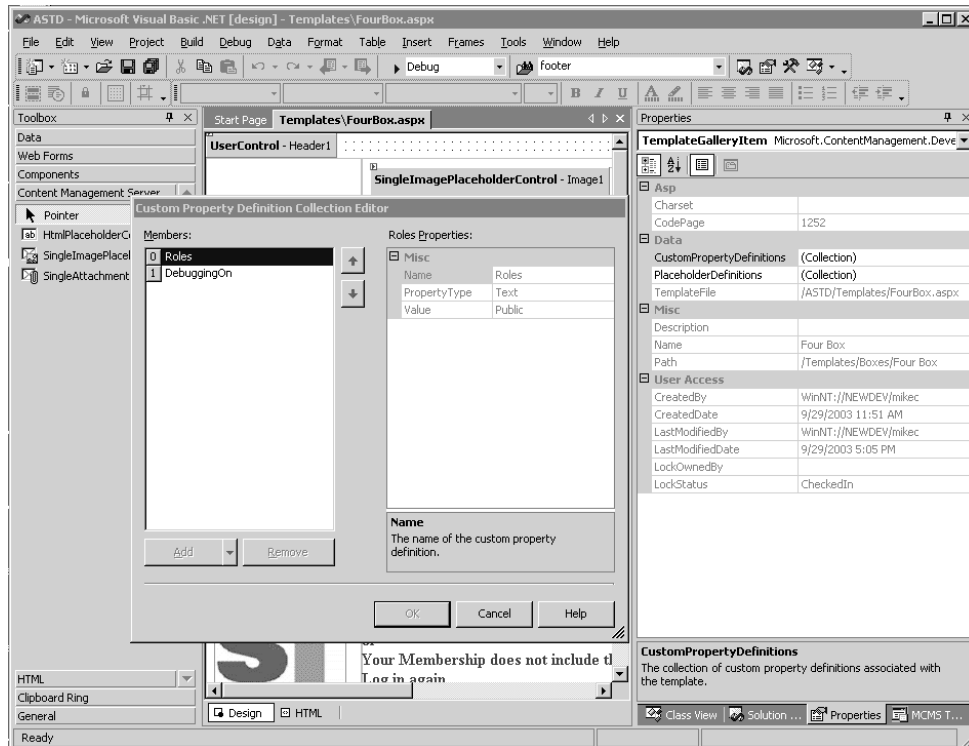 ASTD - Microsoft Visual Basic .NET [design] - Templates\FourBox.aspx
File Edit View Project Build Debug Data Format Table Insert Frames Tools Window Help
Debug footer
B I U
Toolbox
Data
Web Forms
Components
Content Management Server
Pointer
HtmlPlaceholderC
SingleImagePlacel
SingleAttachment
HTML
Clipboard Ring
General
Start Page Templates\FourBox.aspx
UserControl - Header1
SingleImagePlaceholderControl - Image1
Custom Property Definition Collection Editor
Members:
0 Roles
1 DebuggingOn
Add Remove
Roles Properties:
Misc
Name Roles
PropertyType Text
Value Public
Name
The name of the custom property
definition.
OK Cancel Help
Your Membership does not include th
Log in again
Design HTML
Properties
TemplateGalleryItem Microsoft.ContentManagement.Deve
Asp
Charset
CodePage 1252
Data
CustomPropertyDefinitions (Collection)
PlaceholderDefinitions (Collection)
TemplateFile /ASTD/Templates/FourBox.aspx
Misc
Description
Name Four Box
Path /Templates/Boxes/Four Box
User Access
CreatedBy WinNT://NEWDEV/mikec
CreatedDate 9/29/2003 11:51 AM
LastModifiedBy WinNT://NEWDEV/mikec
LastModifiedDate 9/29/2003 5:05 PM
LockOwnedBy
LockStatus CheckedIn
CustomPropertyDefinitions
The collection of custom property definitions associated with
the template.
Class View Solution ... Properties MCMS T...
Ready